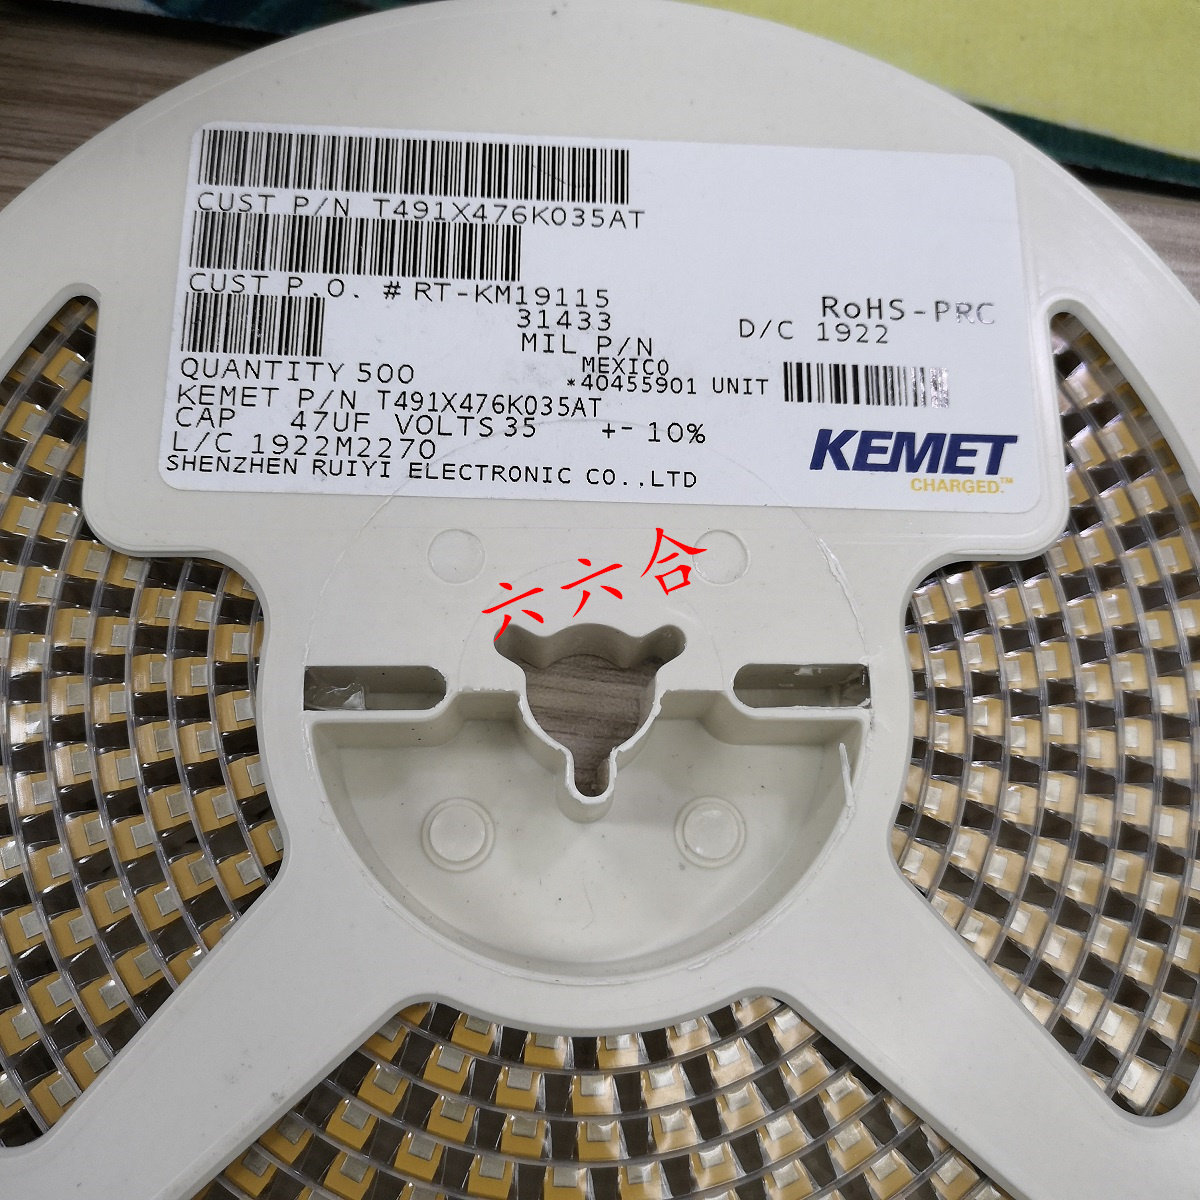 CUST P/N T491X476K035AT
CUST P.O. # RT-KM19115
31433
RoHS-PRC
D/C 1922
MIL P/N
MEXICO
QUANTITY 500
*40455901 UNIT
KEMET P/N T491X476K035AT
CAP 47UF VOLTS 35 +- 10%
L/C 1922M2270
SHENZHEN RUIYI ELECTRONIC CO.,LTD
KEMET
CHARGED.™
六六合